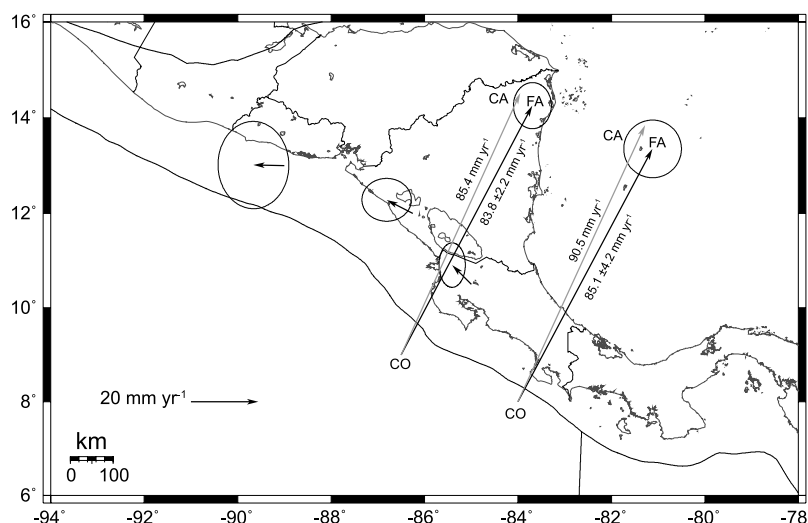 16°
14°
12°
10°
8°
6°
CA
FA
85.4 mm yr-1
83.8 ±2.2 mm yr-1
CA
FA
90.5 mm yr-1
85.1 ±4.2 mm yr-1
CO
CO
20 mm yr-1
km
0 100
-94° -92° -90° -88° -86° -84° -82° -80° -78°